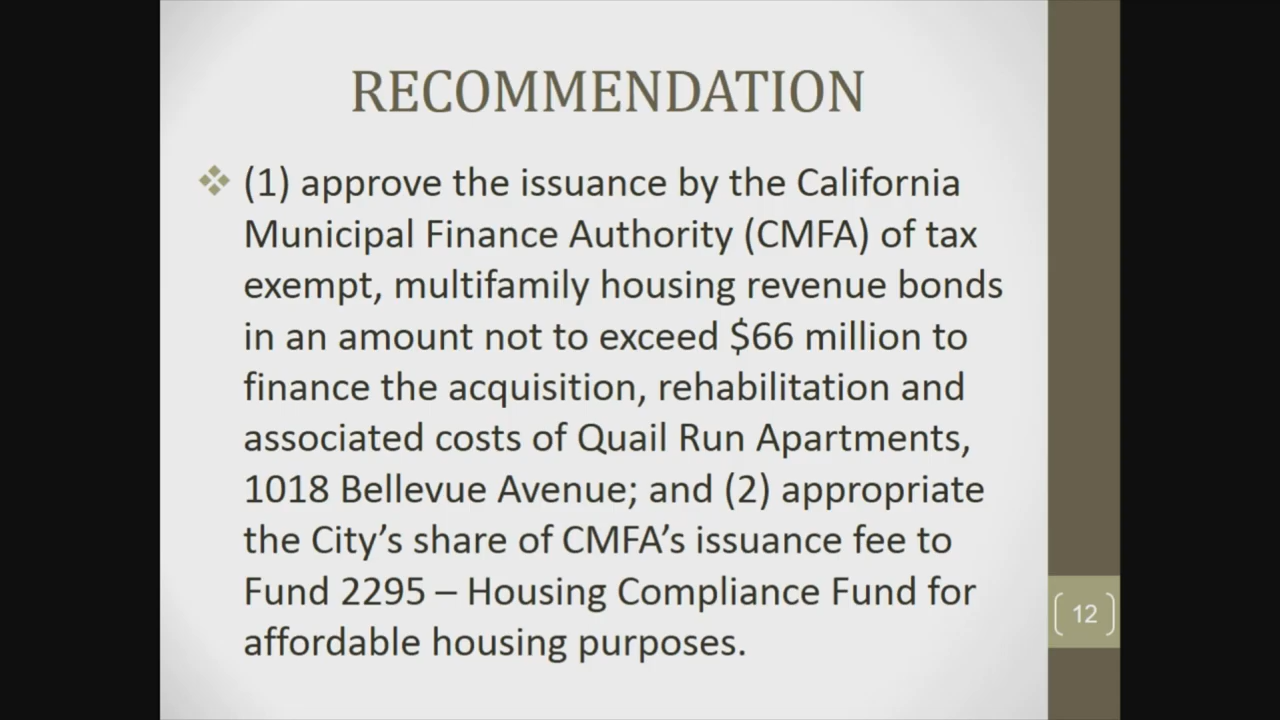 RECOMMENDATION
(1) approve the issuance by the California
Municipal Finance Authority (CMFA) of tax
exempt, multifamily housing revenue bonds
in an amount not to exceed $66 million to
finance the acquisition, rehabilitation and
associated costs of Quail Run Apartments,
1018 Bellevue Avenue; and (2) appropriate
the City’s share of CMFA’s issuance fee to
Fund 2295 – Housing Compliance Fund for
affordable housing purposes.
12